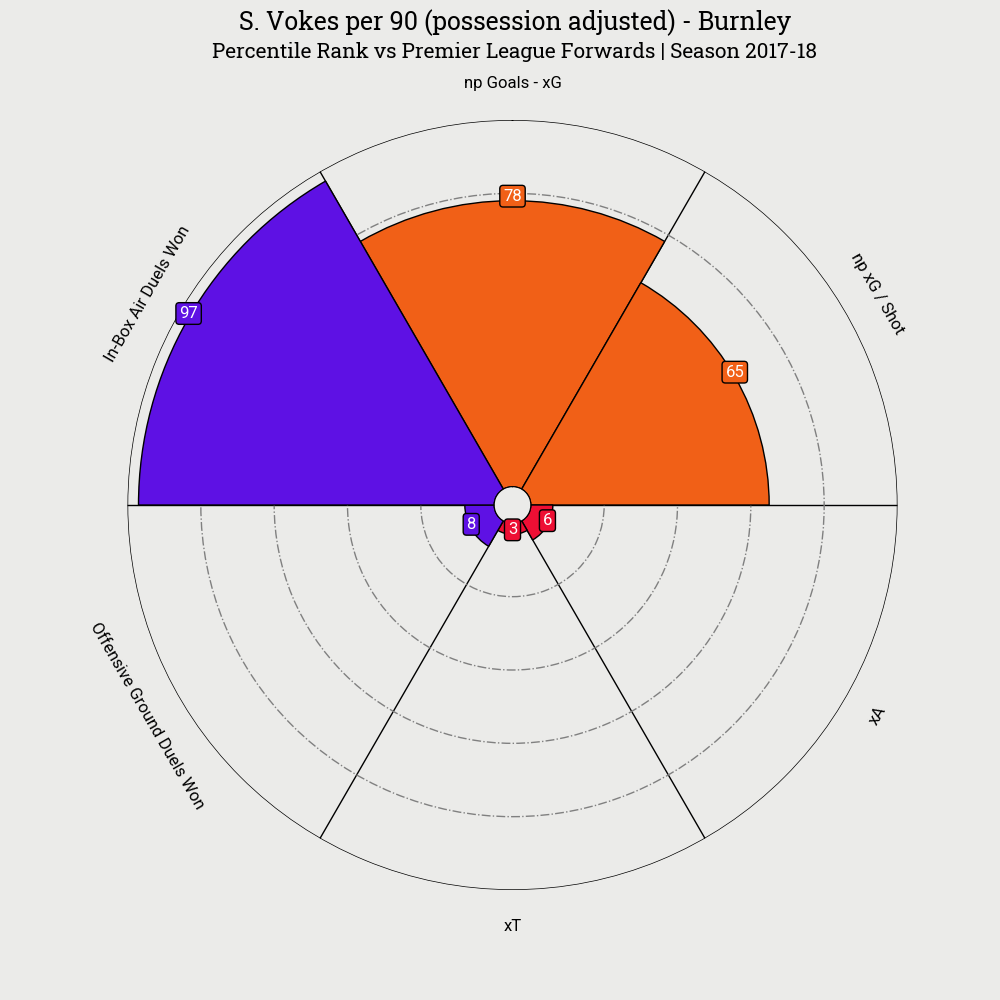 S. Vokes per 90 (possession adjusted) - Burnley
Percentile Rank vs Premier League Forwards | Season 2017-18
np Goals - xG
78
In-Box Air Duels Won
97
np xG / Shot
65
8
3
6
Offensive Ground Duels Won
xA
xT